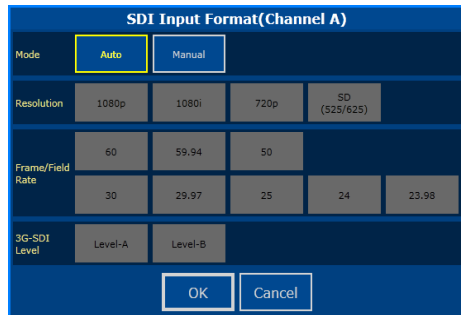 SDI Input Format(Channel A)
Mode Auto Manual
Resolution 1080p 1080i 720p SD
(525/625)
60 59.94 50
Frame/Field
Rate
30 29.97 25 24 23.98
3G-SDI
Level
Level-A Level-B
OK Cancel